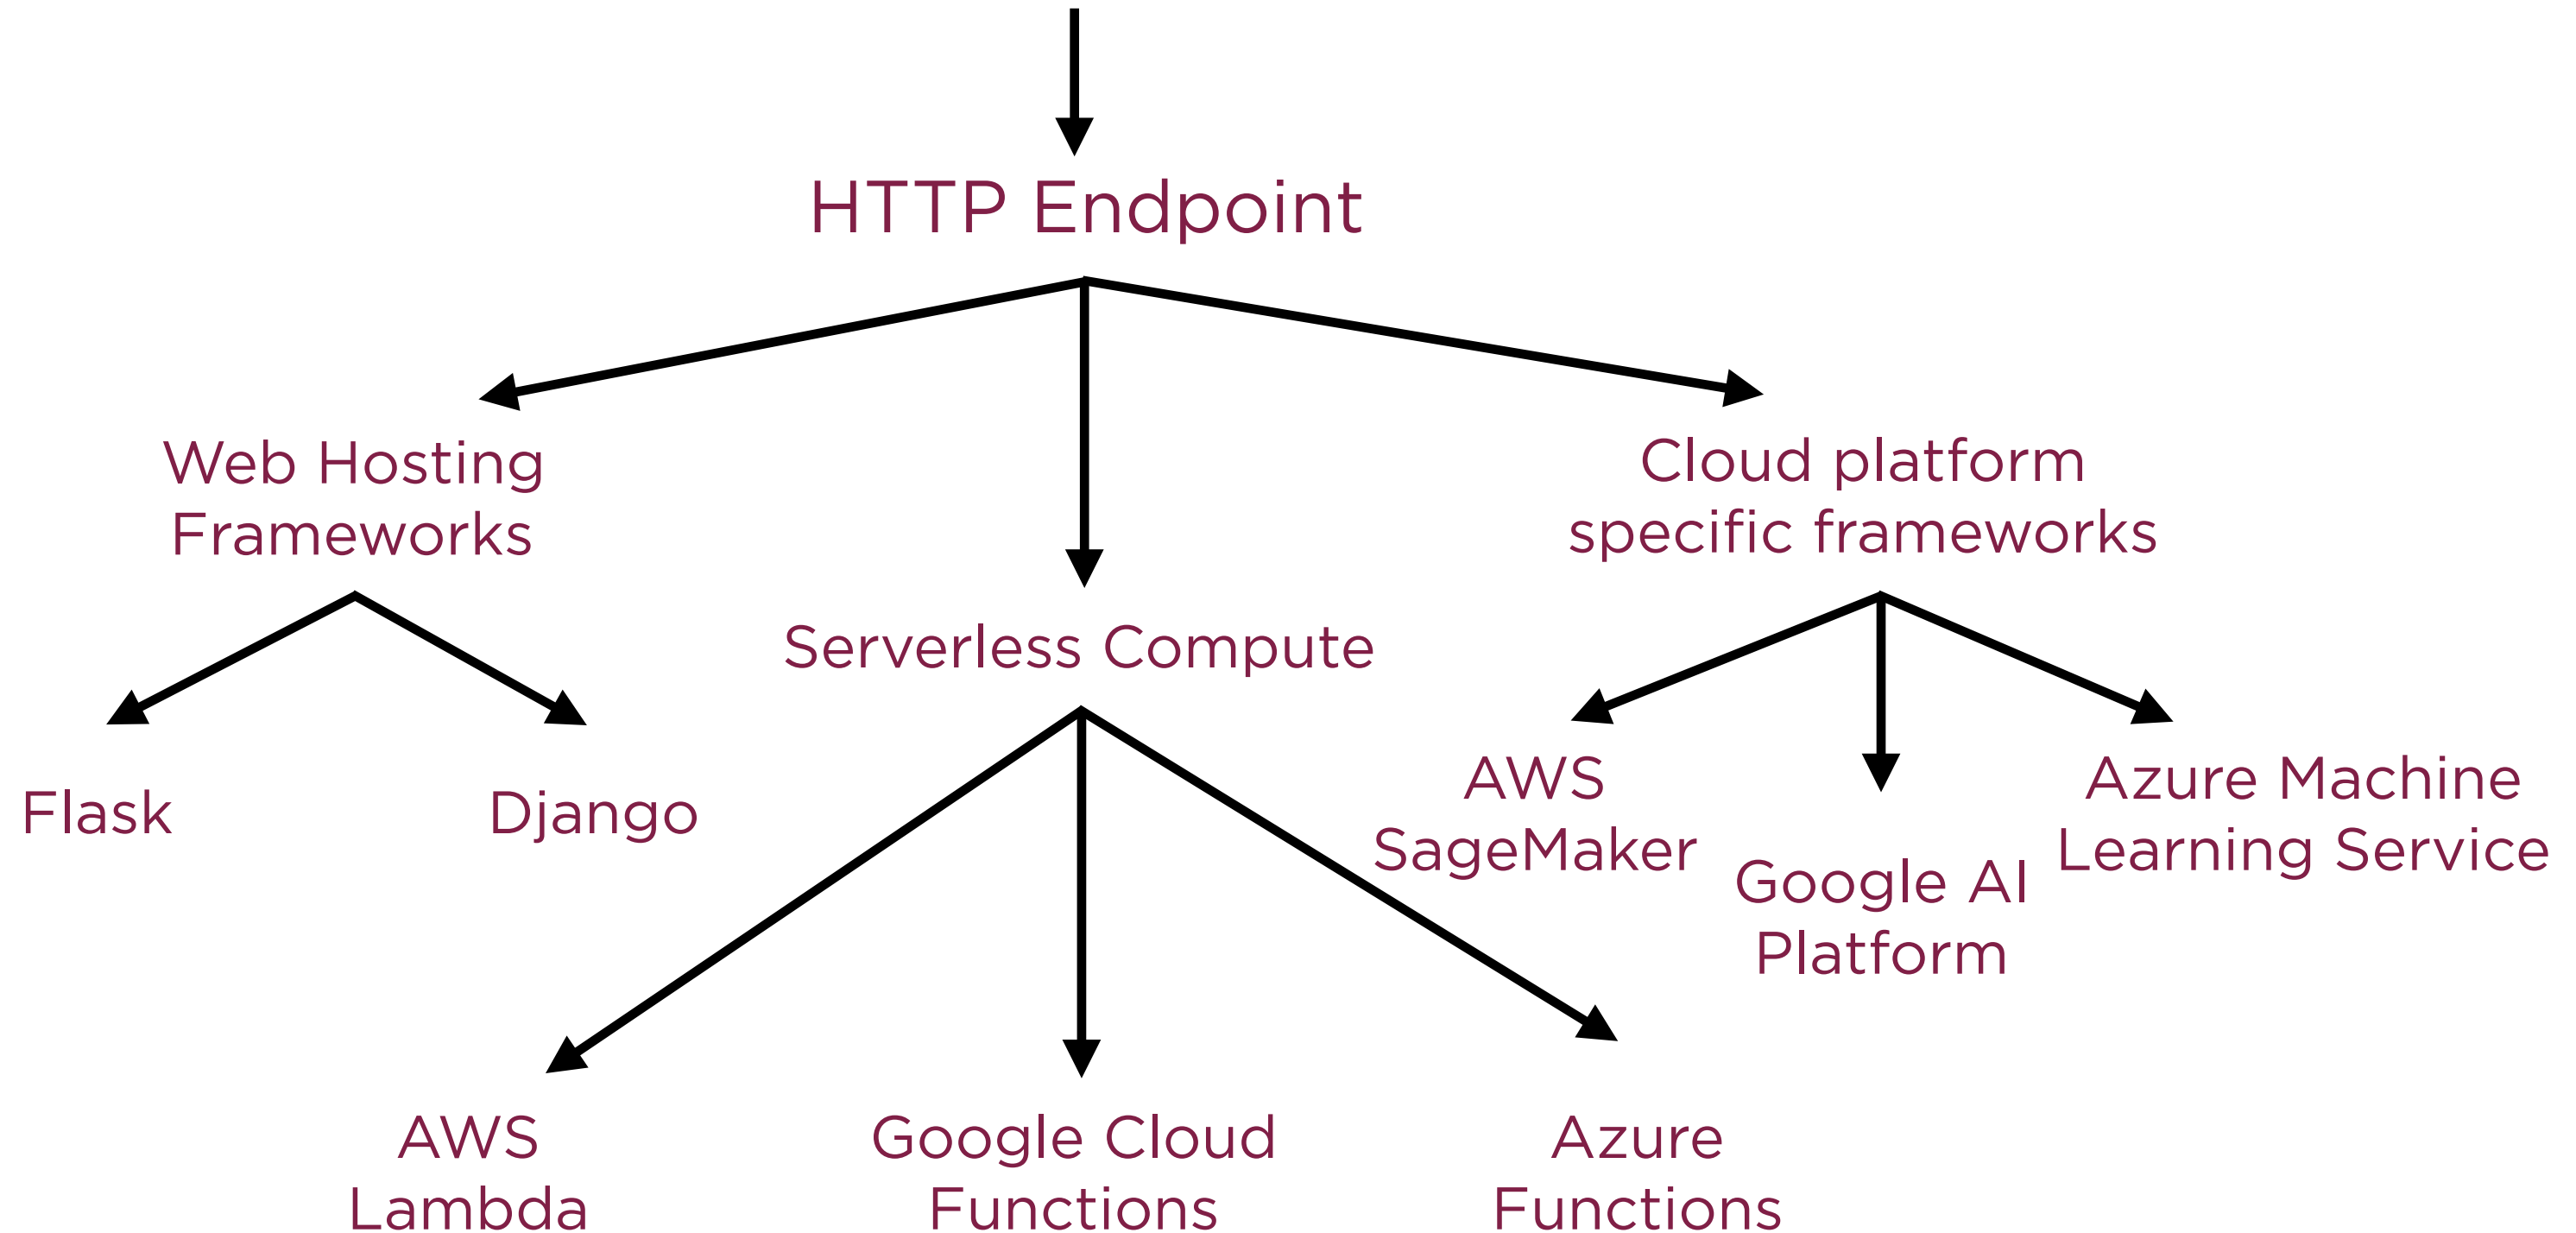 HTTP Endpoint
Web Hosting
Frameworks
Cloud platform
specific frameworks
Serverless Compute
Flask
Django
AWS
SageMaker
Google AI
Platform
Azure Machine
Learning Service
AWS
Lambda
Google Cloud
Functions
Azure
Functions